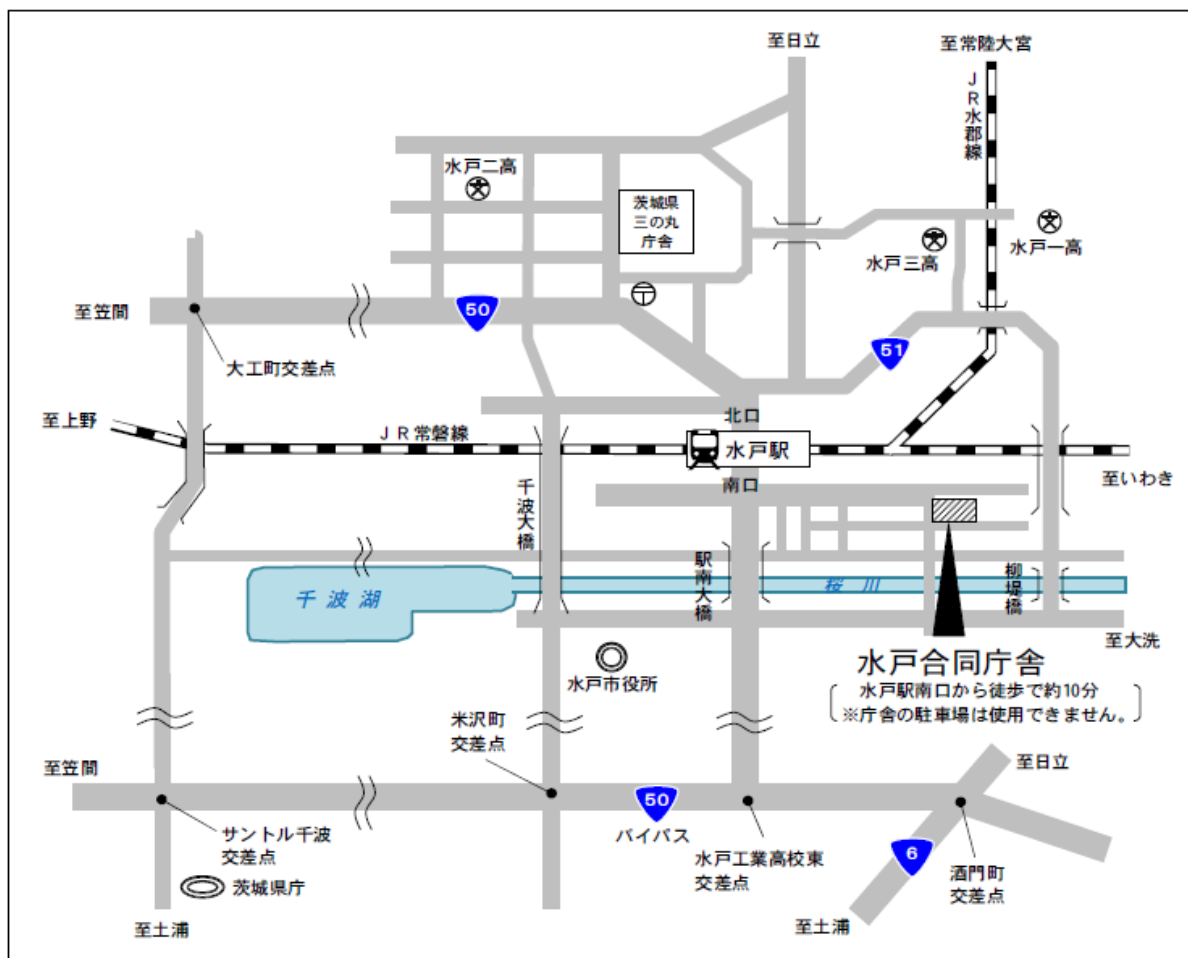 至日立
至常陸大宮
JR水郡線
水戸二高
茨城県
三の丸
庁舎
水戸三高
水戸一高
至笠間
50
大工町交差点
51
至上野
JR常磐線
北口
水戸駅
南口
至いわき
千波大橋
駅南大橋
柳堤橋
千波湖
桜川
至大洗
水戸市役所
水戸合同庁舎
水戸駅南口から徒歩で約10分
※庁舎の駐車場は使用できません。
米沢町
交差点
至笠間
至日立
50
バイパス
サントル千波
交差点
水戸工業高校東
交差点
6
酒門町
交差点
茨城県庁
至土浦
至土浦